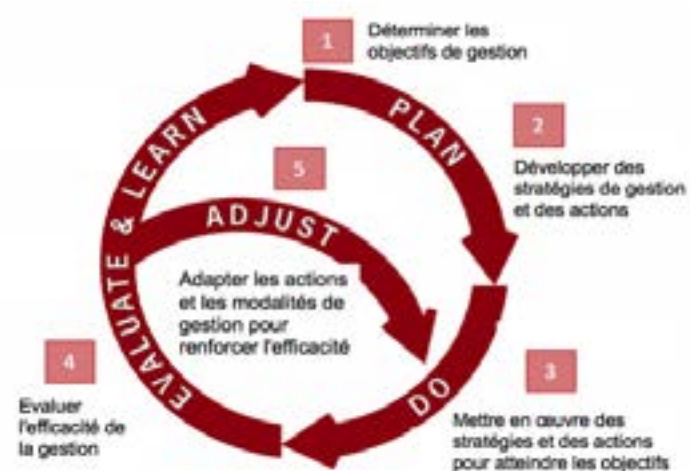 1
Déterminer les
objectifs de gestion
PLAN
2
Développer des
stratégies de gestion
et des actions
5
ADJUST
Adapter les actions
et les modalités de
gestion pour
renforcer l'efficacité
EVALUATE & LEARN
4
Evaluer
l'efficacité de
la gestion
DO
3
Mettre en œuvre des
stratégies et des actions
pour atteindre les objectifs